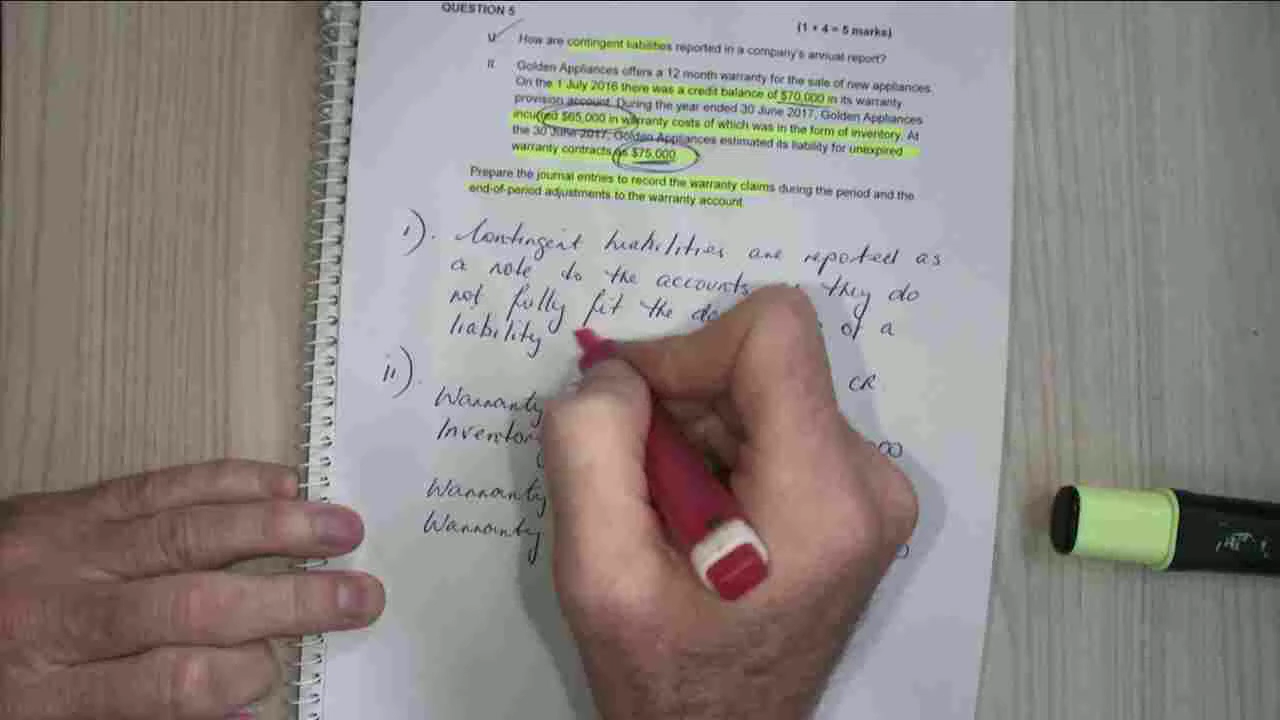 QUESTION 5
(1 + 4 = 5 marks)
How are contingent liabilities reported in a company's annual report?
II. Golden Appliances offers a 12 month warranty for the sale of new appliances.
On the 1 July 2016 there was a credit balance of $70,000 in its warranty
provision account. During the year ended 30 June 2017, Golden Appliances
incurred $65,000 in warranty costs of which was in the form of inventory. At
the 30 June 2017, Golden Appliances estimated its liability for unexpired
warranty contracts as $75,000
Prepare the journal entries to record the warranty claims during the period and the
end-of-period adjustments to the warranty account.
i). Contingent liabilities are reported as
a note to the accounts they do
not fully fit the of a
liability
ii). CR
Warranty
Inventory
Warranty
Warranty